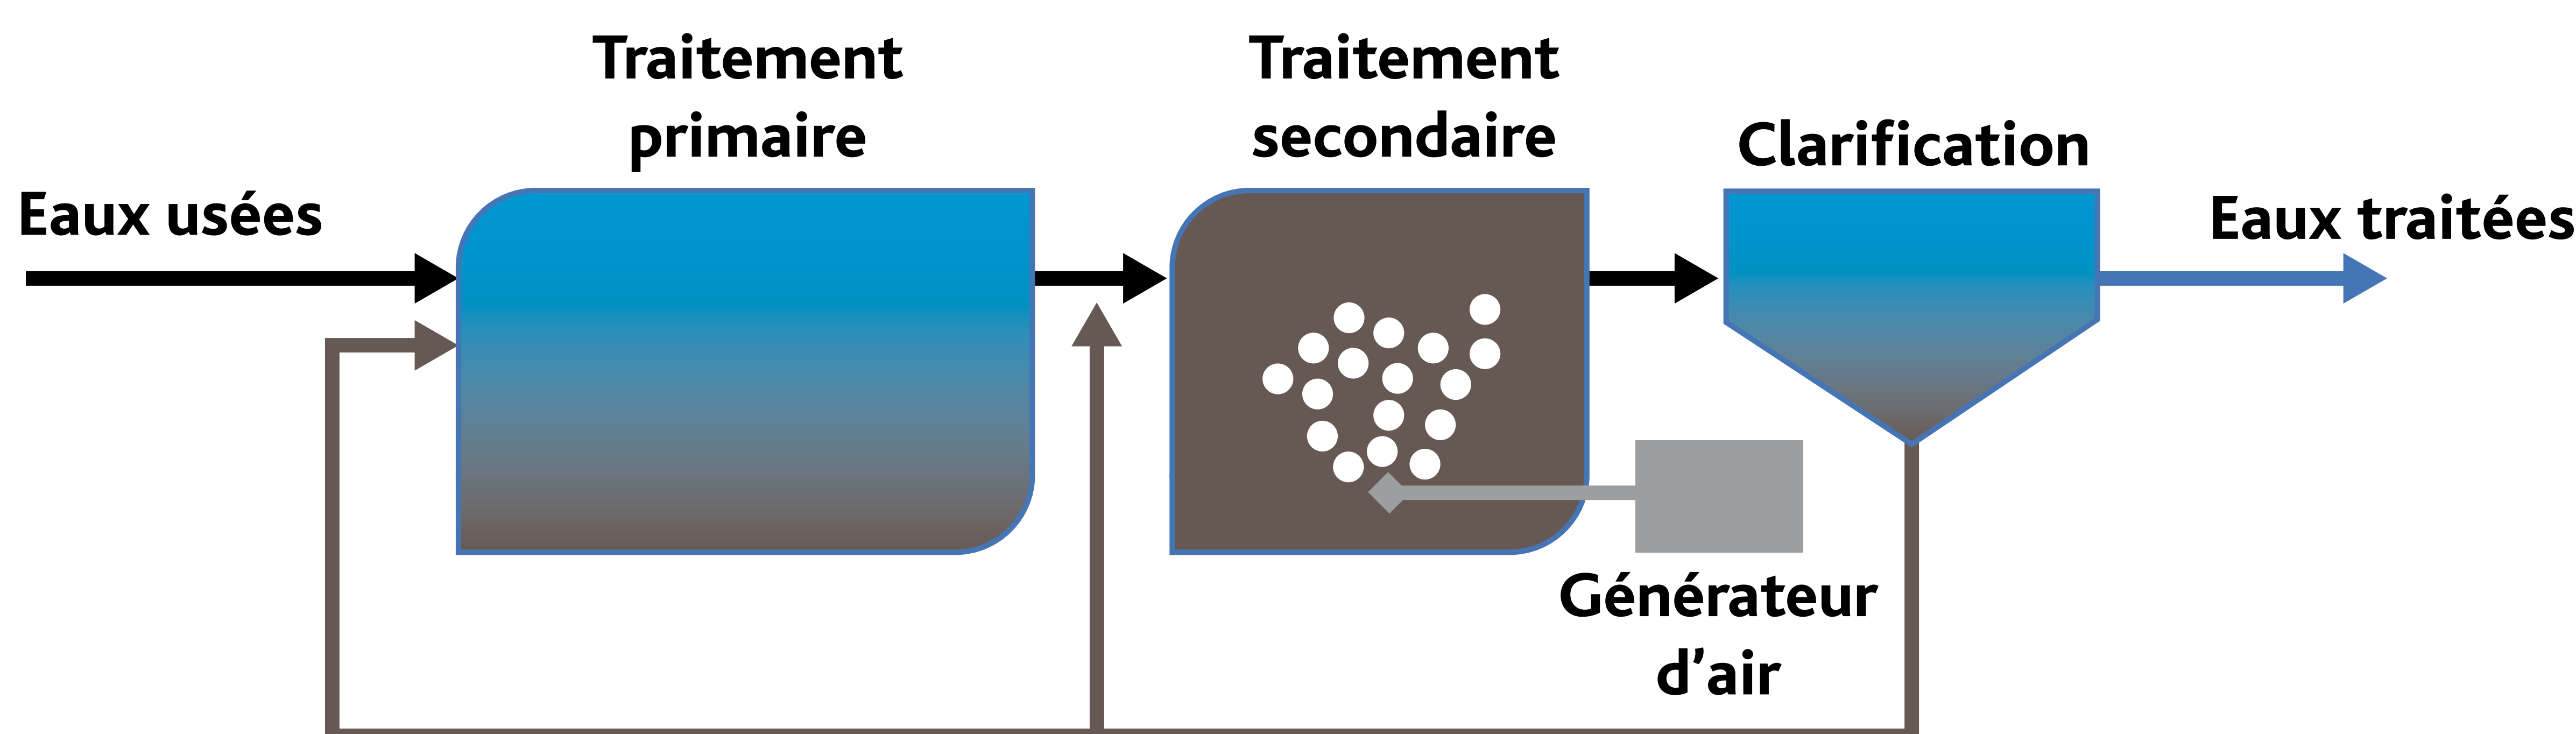 Traitement
primaire
Traitement
secondaire
Clarification
Eaux usées
Eaux traitées
Générateur
d’air